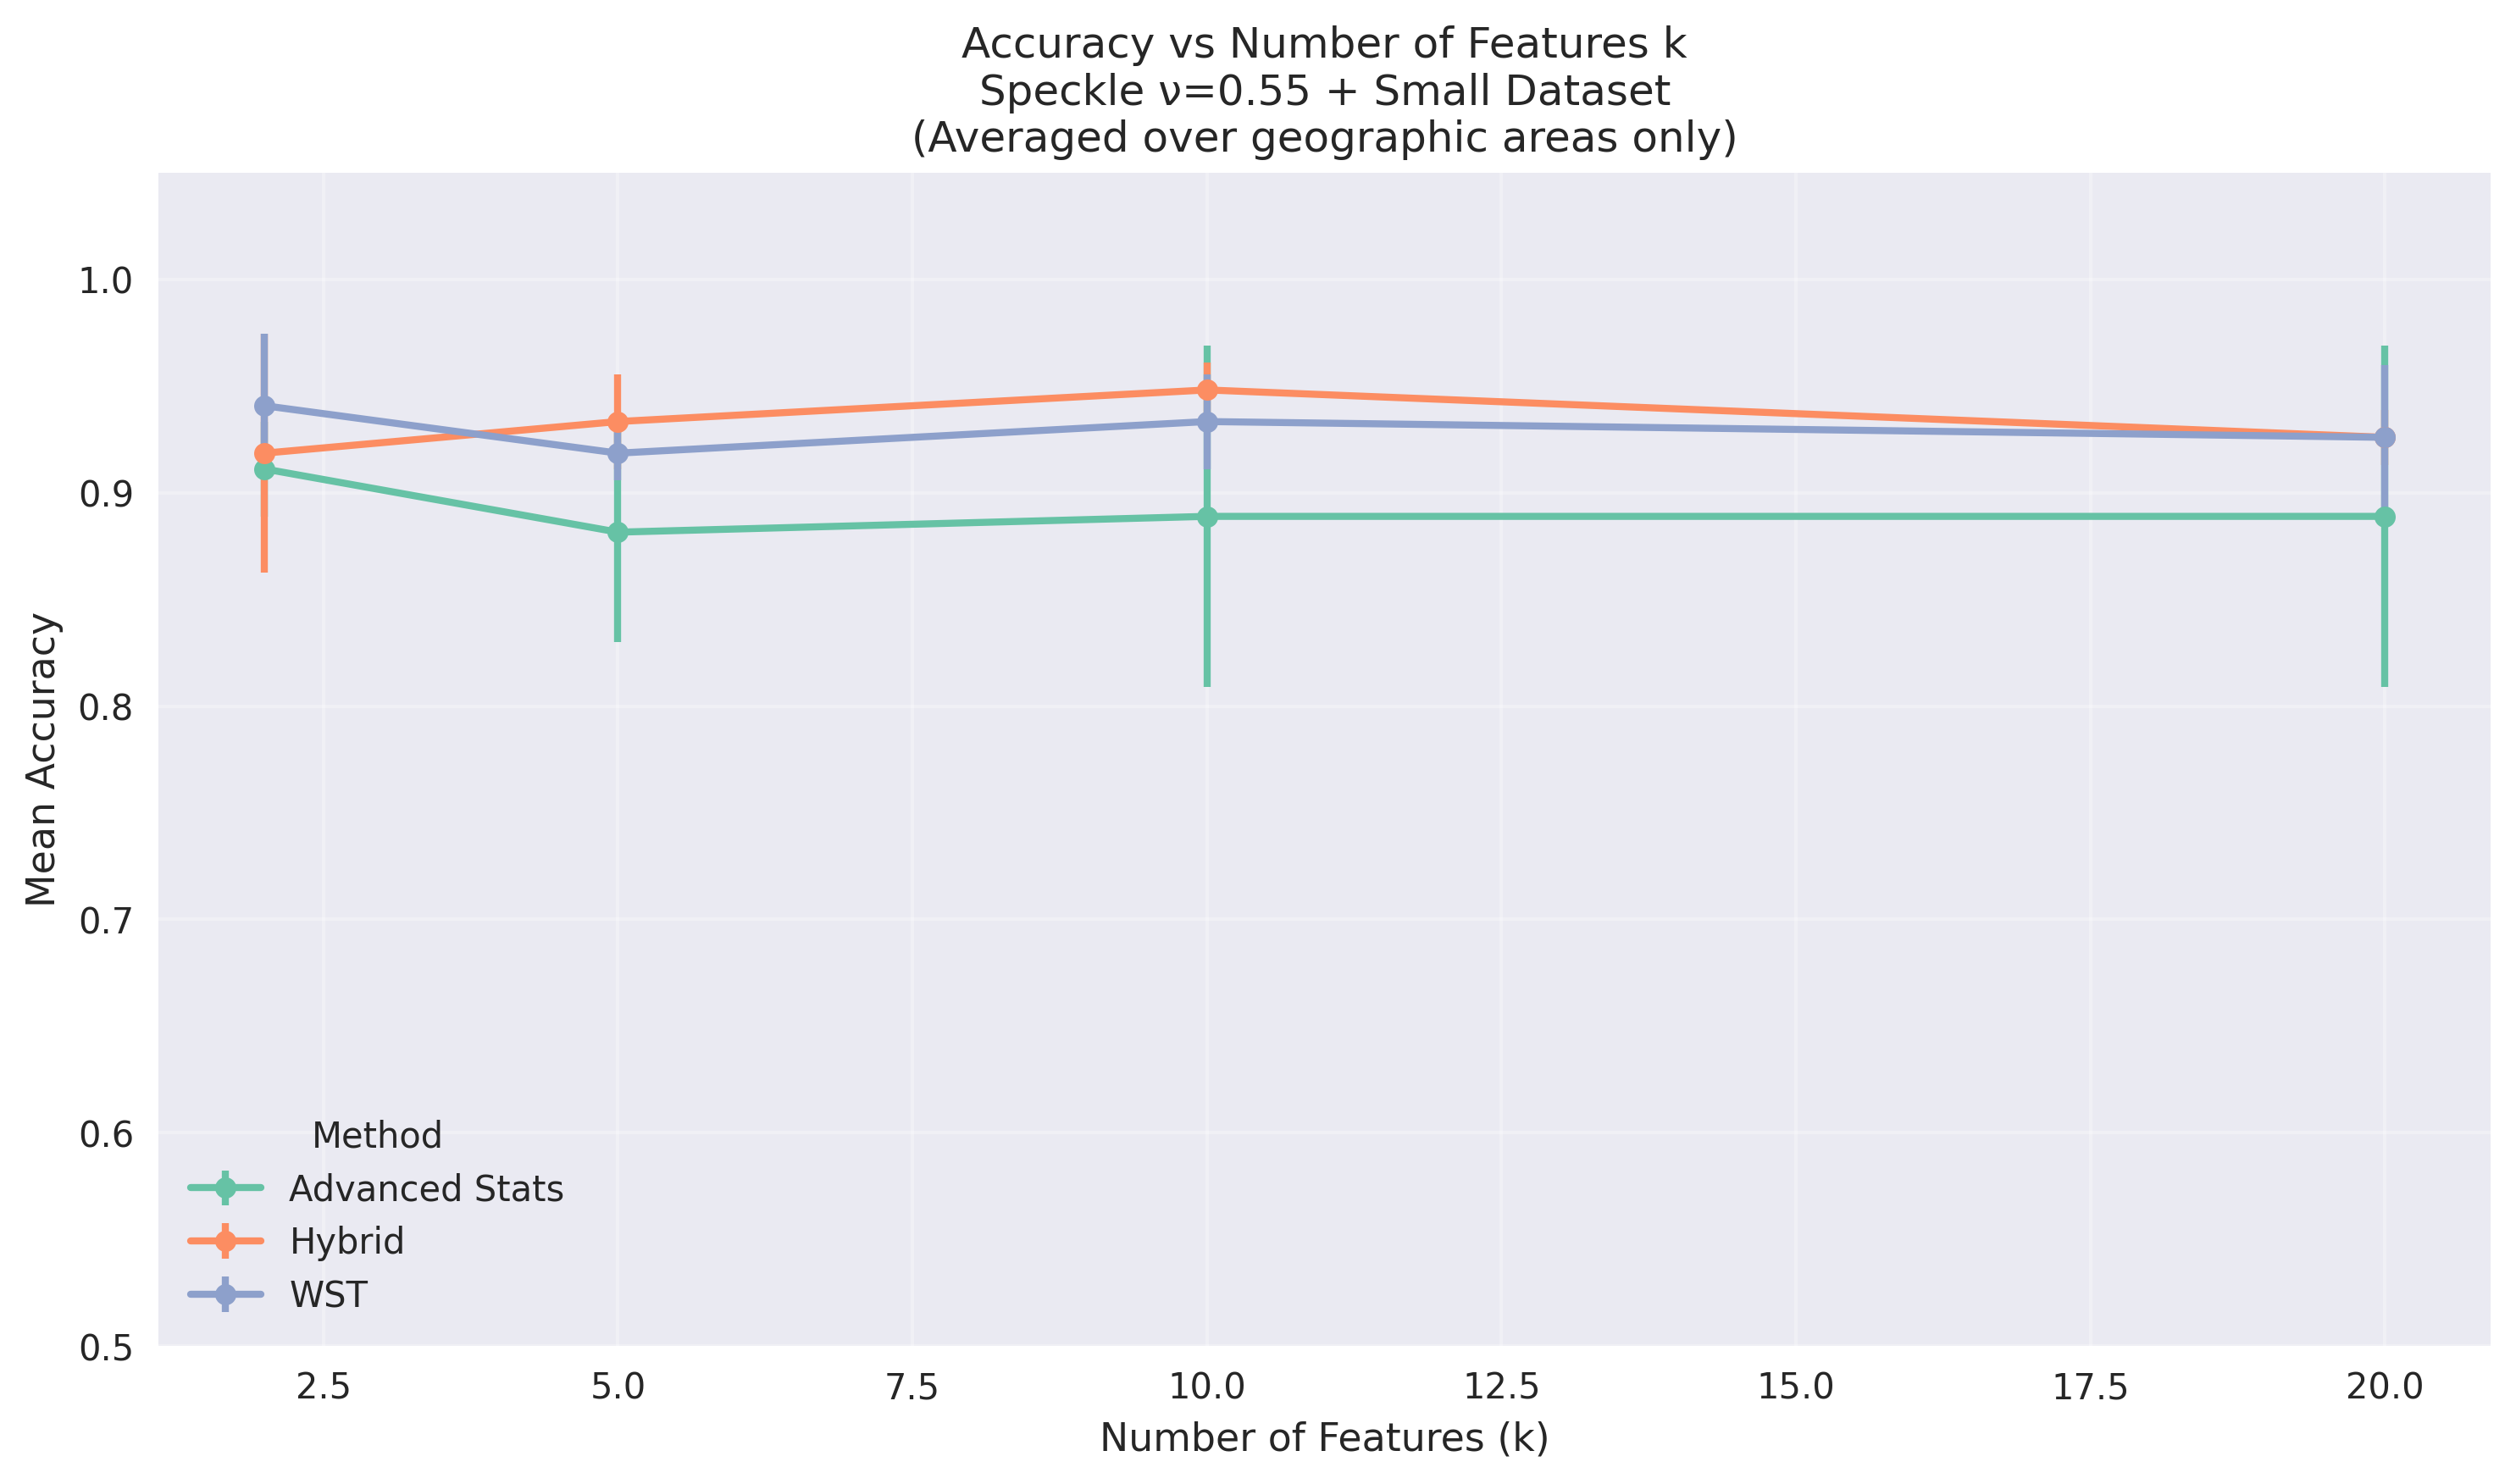 Accuracy vs Number of Features k
Speckle ν=0.55 + Small Dataset
(Averaged over geographic areas only)
Mean Accuracy
1.0
0.9
0.8
0.7
0.6
0.5
Method
Advanced Stats
Hybrid
WST
2.5 5.0 7.5 10.0 12.5 15.0 17.5 20.0
Number of Features (k)